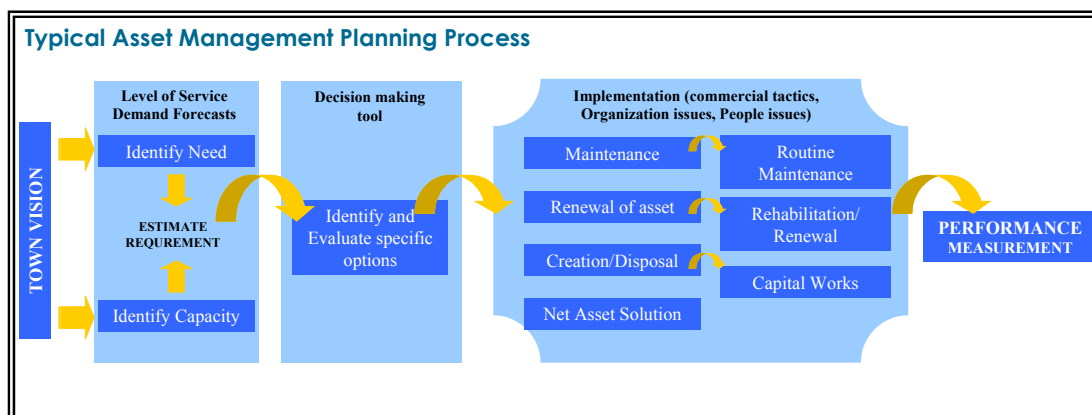 Typical Asset Management Planning Process
TOWN VISION
Level of Service
Demand Forecasts
Identify Need
ESTIMATE
REQUREMENT
Identify Capacity
Decision making
tool
Identify and
Evaluate specific
options
Implementation (commercial tactics,
Organization issues, People issues)
Maintenance
Renewal of asset
Creation/Disposal
Net Asset Solution
Routine
Maintenance
Rehabilitation/
Renewal
Capital Works
PERFORMANCE
MEASUREMENT